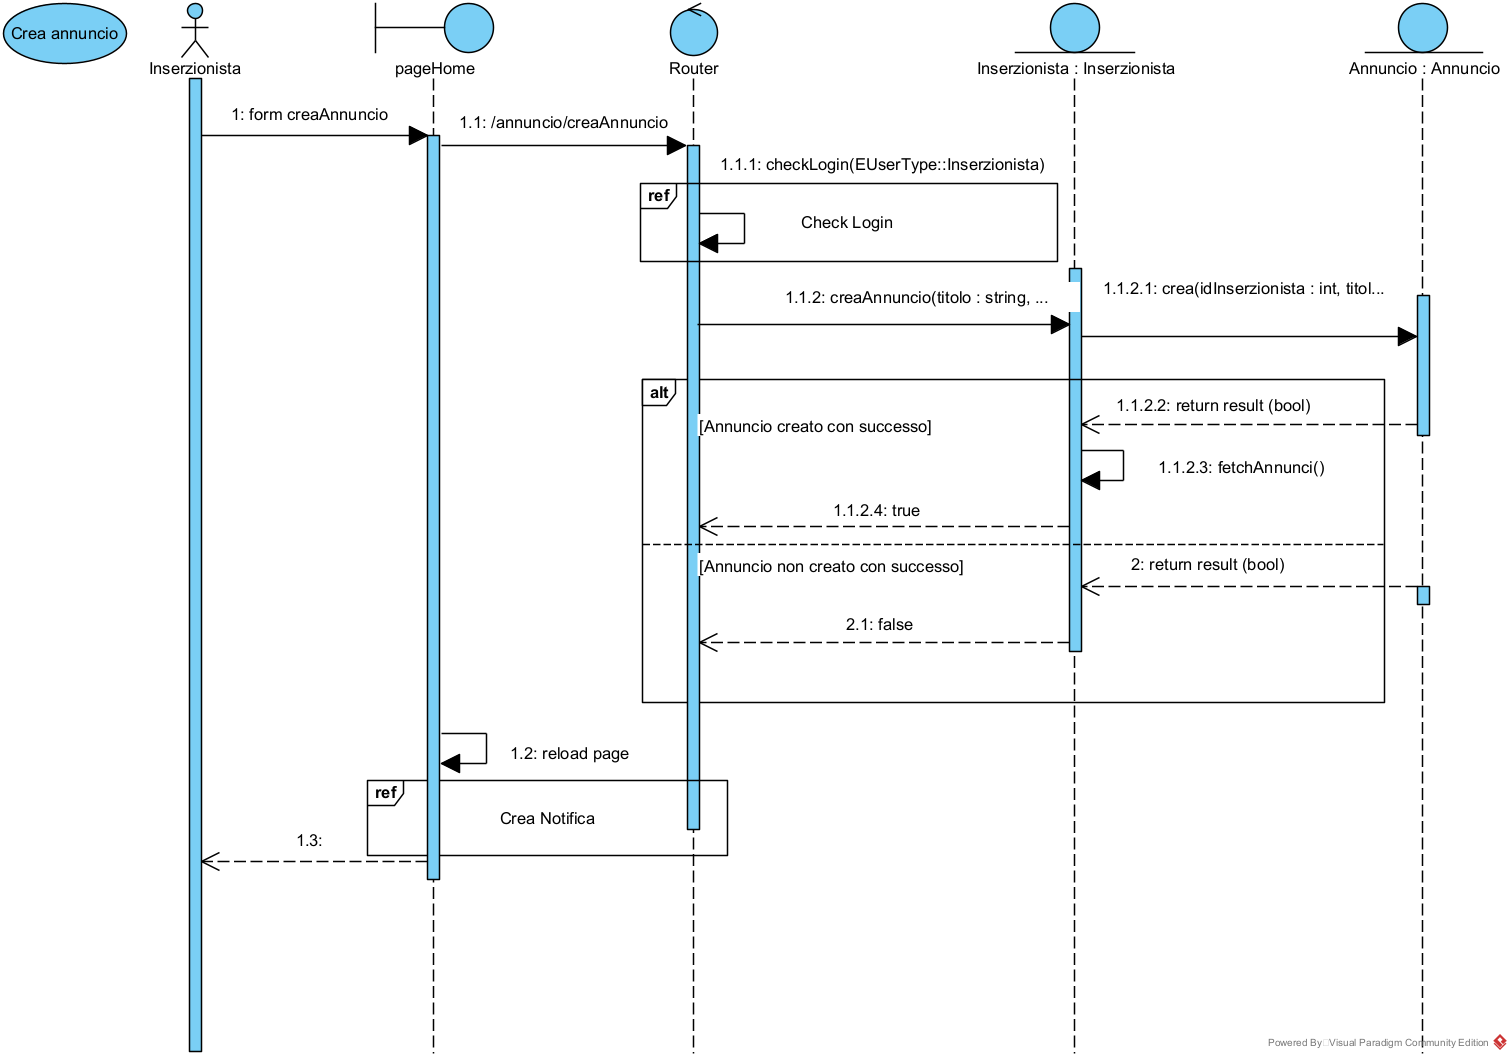 Crea annuncio
Inserzionista
pageHome
Router
Inserzionista : Inserzionista
Annuncio : Annuncio
1: form creaAnnuncio
1.1: /annuncio/creaAnnuncio
1.1.1: checkLogin(EUserType::Inserzionista)
ref
Check Login
1.1.2: creaAnnuncio(titolo : string, ...
1.1.2.1: crea(idInserzionista : int, titol...
alt
1.1.2.2: return result (bool)
[Annuncio creato con successo]
1.1.2.3: fetchAnnunci()
1.1.2.4: true
[Annuncio non creato con successo]
2: return result (bool)
2.1: false
1.2: reload page
ref
Crea Notifica
1.3:
Powered By Visual Paradigm Community Edition